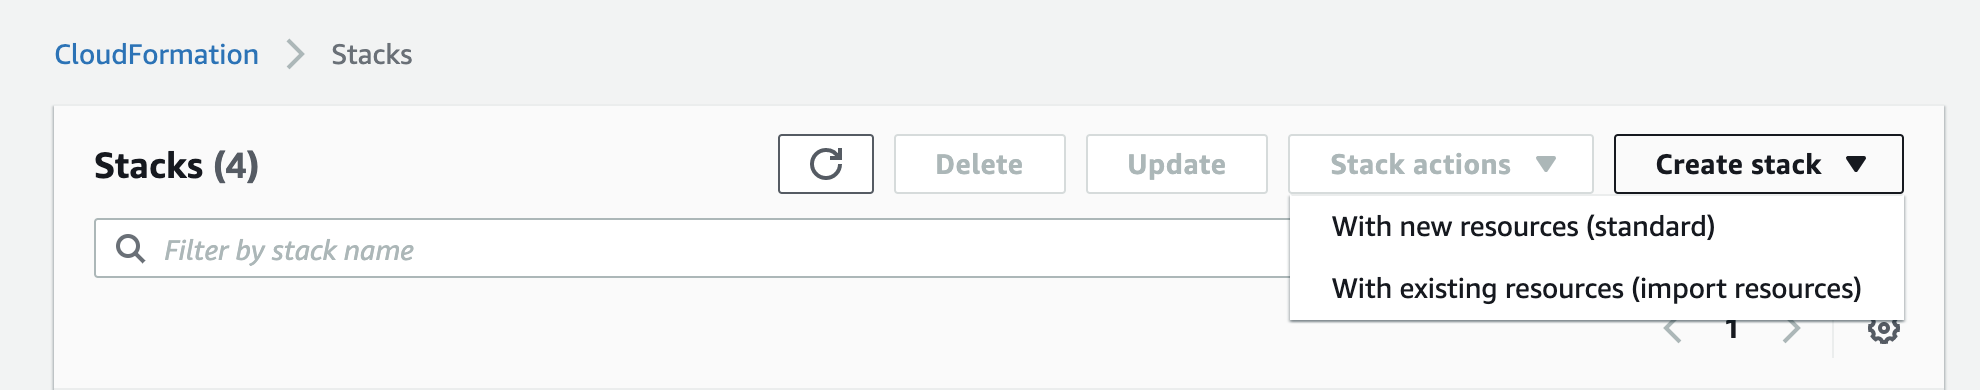 CloudFormation > Stacks
Stacks (4)
Delete
Update
Stack actions
Create stack
Filter by stack name
With new resources (standard)
With existing resources (import resources)
1